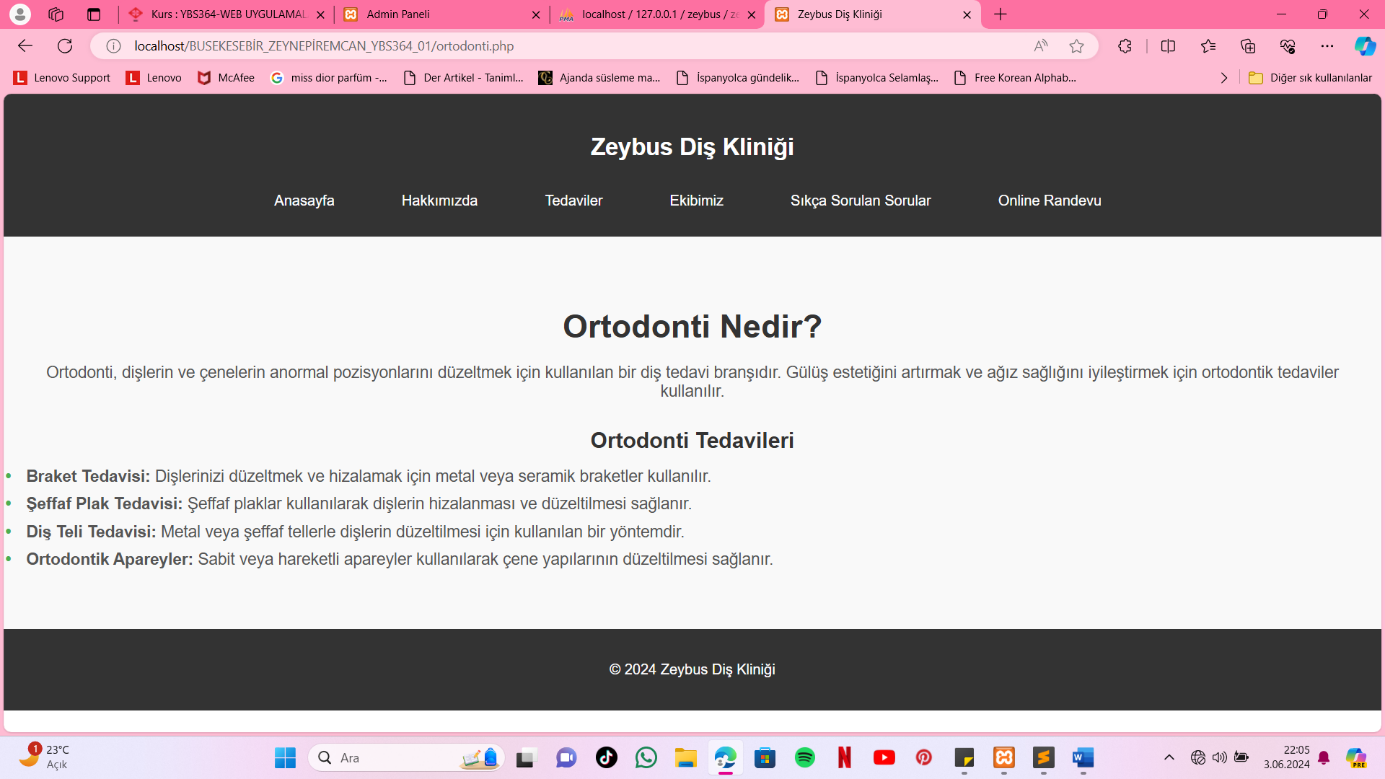 Kurs : YBS364-WEB UYGULAMAL
Admin Paneli
localhost / 127.0.0.1 / zeybus / ze
Zeybus Diş Kliniği
localhost/BUSEKESEBİR_ZEYNEPİREMCAN_YBS364_01/ortodonti.php
Lenovo Support
Lenovo
McAfee
miss dior parfüm -...
Der Artikel - Taniml...
Ajanda süsleme ma...
İspanyolca gündelik...
İspanyolca Selamlaş...
Free Korean Alphab...
Diğer sık kullanılanlar
Zeybus Diş Kliniği
Anasayfa
Hakkımızda
Tedaviler
Ekibimiz
Sıkça Sorulan Sorular
Online Randevu
Ortodonti Nedir?
Ortodonti, dişlerin ve çenelerin anormal pozisyonlarını düzeltmek için kullanılan bir diş tedavi branşıdır. Gülüş estetiğini artırmak ve ağız sağlığını iyileştirmek için ortodontik tedaviler
kullanılır.
Ortodonti Tedavileri
• Braket Tedavisi: Dişlerinizi düzeltmek ve hizalamak için metal veya seramik braketler kullanılır.
• Şeffaf Plak Tedavisi: Şeffaf plaklar kullanılarak dişlerin hizalanması ve düzeltilmesi sağlanır.
• Diş Teli Tedavisi: Metal veya şeffaf tellerle dişlerin düzeltilmesi için kullanılan bir yöntemdir.
• Ortodontik Apareyler: Sabit veya hareketli apareyler kullanılarak çene yapılarının düzeltilmesi sağlanır.
© 2024 Zeybus Diş Kliniği
1
23°C
Açık
Ara
22:05
3.06.2024
PRE